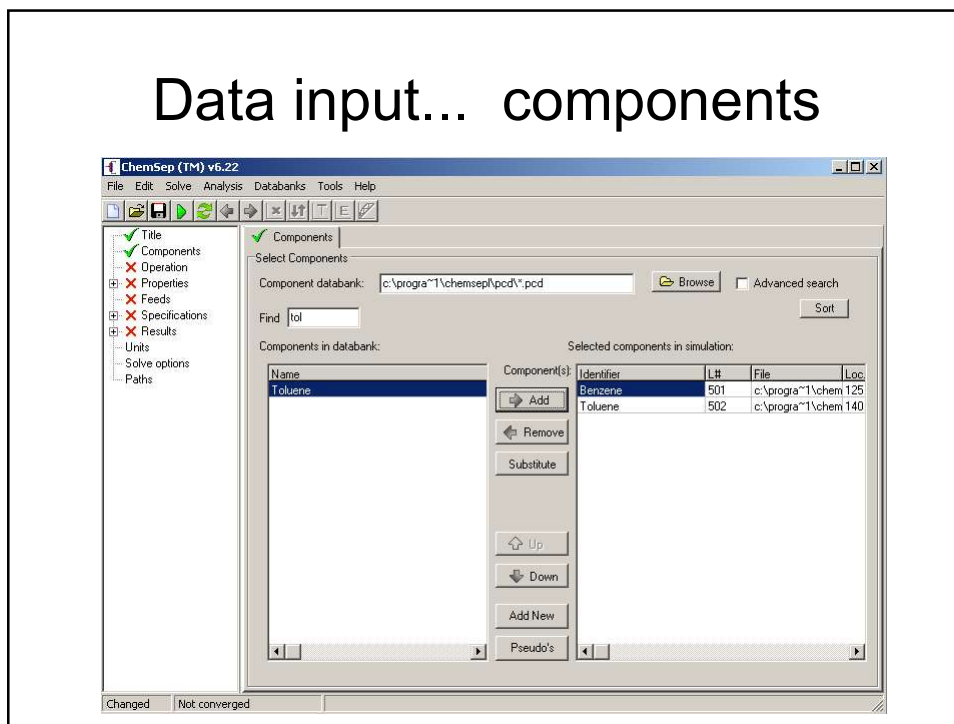 Data input... components
ChemSep (TM) v6.22
File Edit Solve Analysis Databanks Tools Help
T E
Title
Components
Operation
Properties
Feeds
Specifications
Results
Units
Solve options
Paths
Components
Select Components
Component databank: c:\progra~1\chemsepl\pcd\*.pcd Browse Advanced search
Sort
Find tol
Components in databank:
Name
Toluene
Component(s):
Add
Remove
Substitute
Up
Down
Add New
Pseudo's
Selected components in simulation:
Identifier L# File Loc.
Benzene 501 c:\progra~1\chem 125
Toluene 502 c:\progra~1\chem 140
Changed Not converged